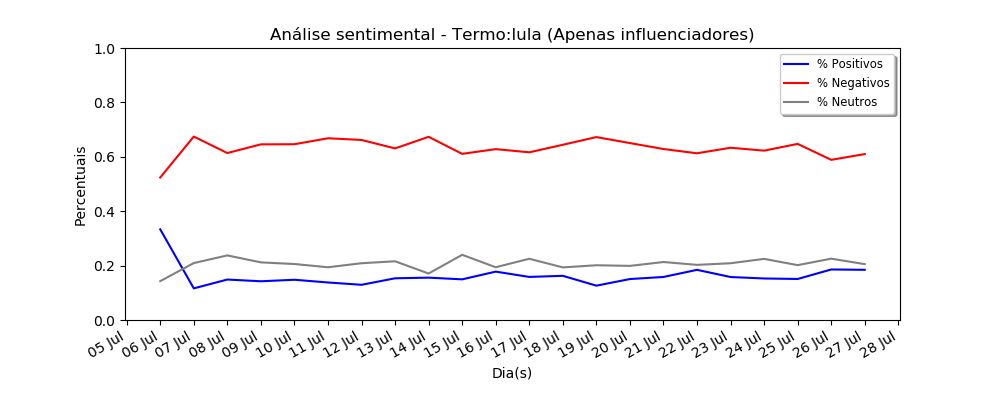 Análise sentimental - Termo:lula (Apenas influenciadores)
% Positivos
% Negativos
% Neutros
Percentuais
1.0
0.8
0.6
0.4
0.2
0.0
05 Jul
06 Jul
07 Jul
08 Jul
09 Jul
10 Jul
11 Jul
12 Jul
13 Jul
14 Jul
15 Jul
16 Jul
17 Jul
18 Jul
19 Jul
20 Jul
21 Jul
22 Jul
23 Jul
24 Jul
25 Jul
26 Jul
27 Jul
28 Jul
Dia(s)